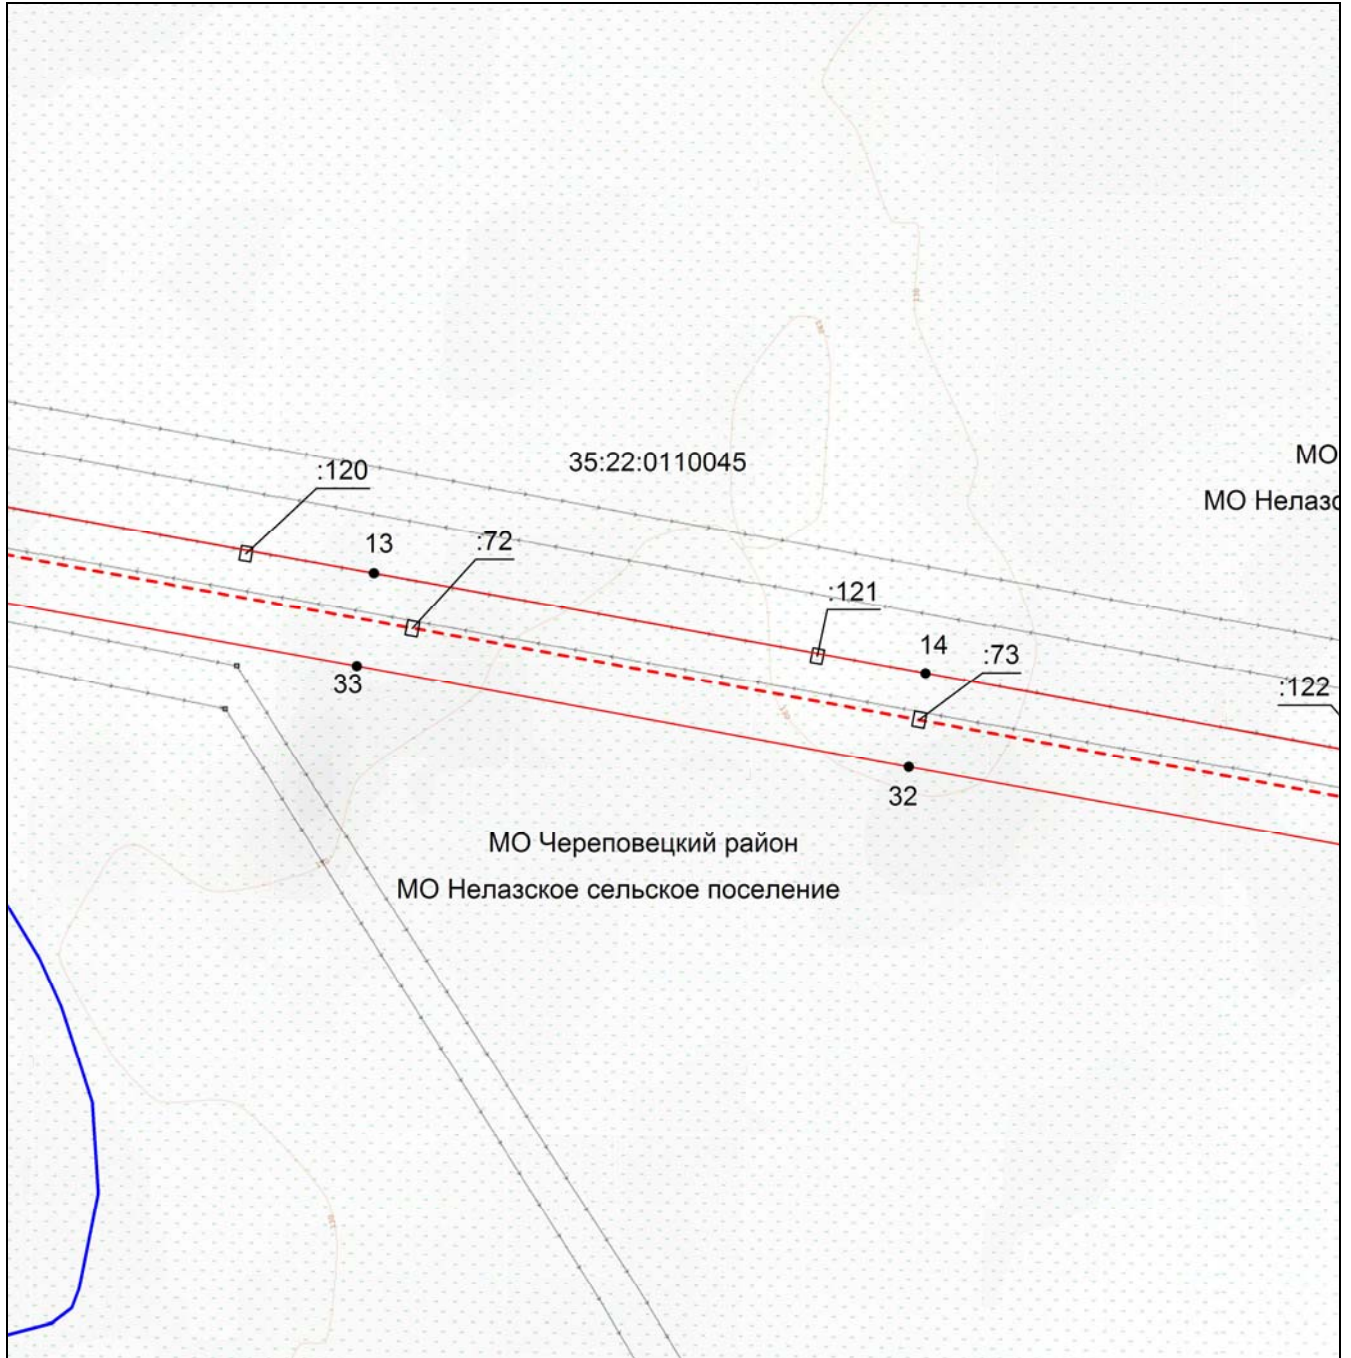 МО
35:22:0110045
:120
МО Нелазс
13
:72
:121
14
:73
33
:122
32
МО Череповецкий район
МО Нелазское сельское поселение